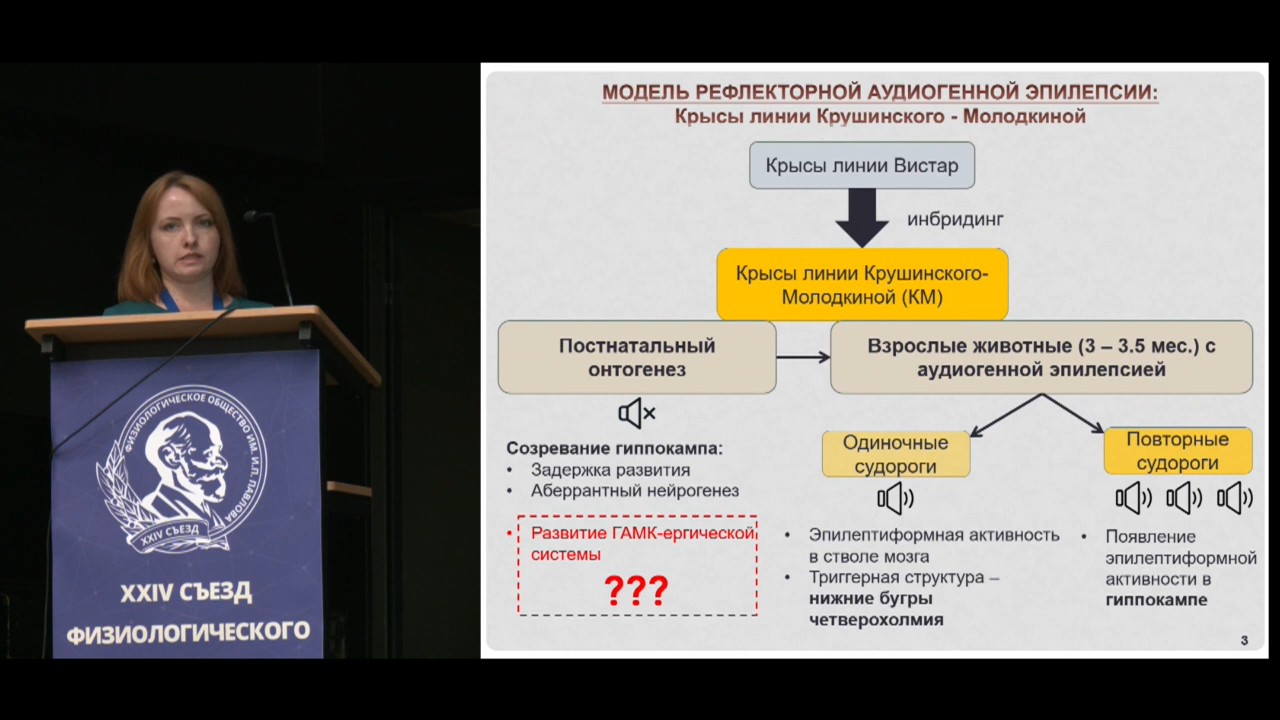 МОДЕЛЬ РЕФЛЕКТОРНОЙ АУДИОГЕННОЙ ЭПИЛЕПСИИ:
Крысы линии Крушинского - Молодкиной
Крысы линии Вистар
инбридинг
Крысы линии Крушинского-
Молодкиной (КМ)
Постнатальный
онтогенез
Взрослые животные (3 – 3.5 мес.) с
аудиогенной эпилепсией
Созревание гиппокампа:
• Задержка развития
• Аберрантный нейрогенез
• Развитие ГАМК-ергической
системы
???
Одиночные
судороги
• Эпилептиформная активность
в стволе мозга
• Триггерная структура –
нижние бугры
четверохолмия
Повторные
судороги
• Появление
эпилептиформной
активности в
гиппокампе
3
ФИЗИОЛОГИЧЕСКОЕ ОБЩЕСТВО ИМ. И.П. ПАВЛОВА
XXIV СЪЕЗД
XXIV СЪЕЗД
ФИЗИОЛОГИЧЕСКОГО